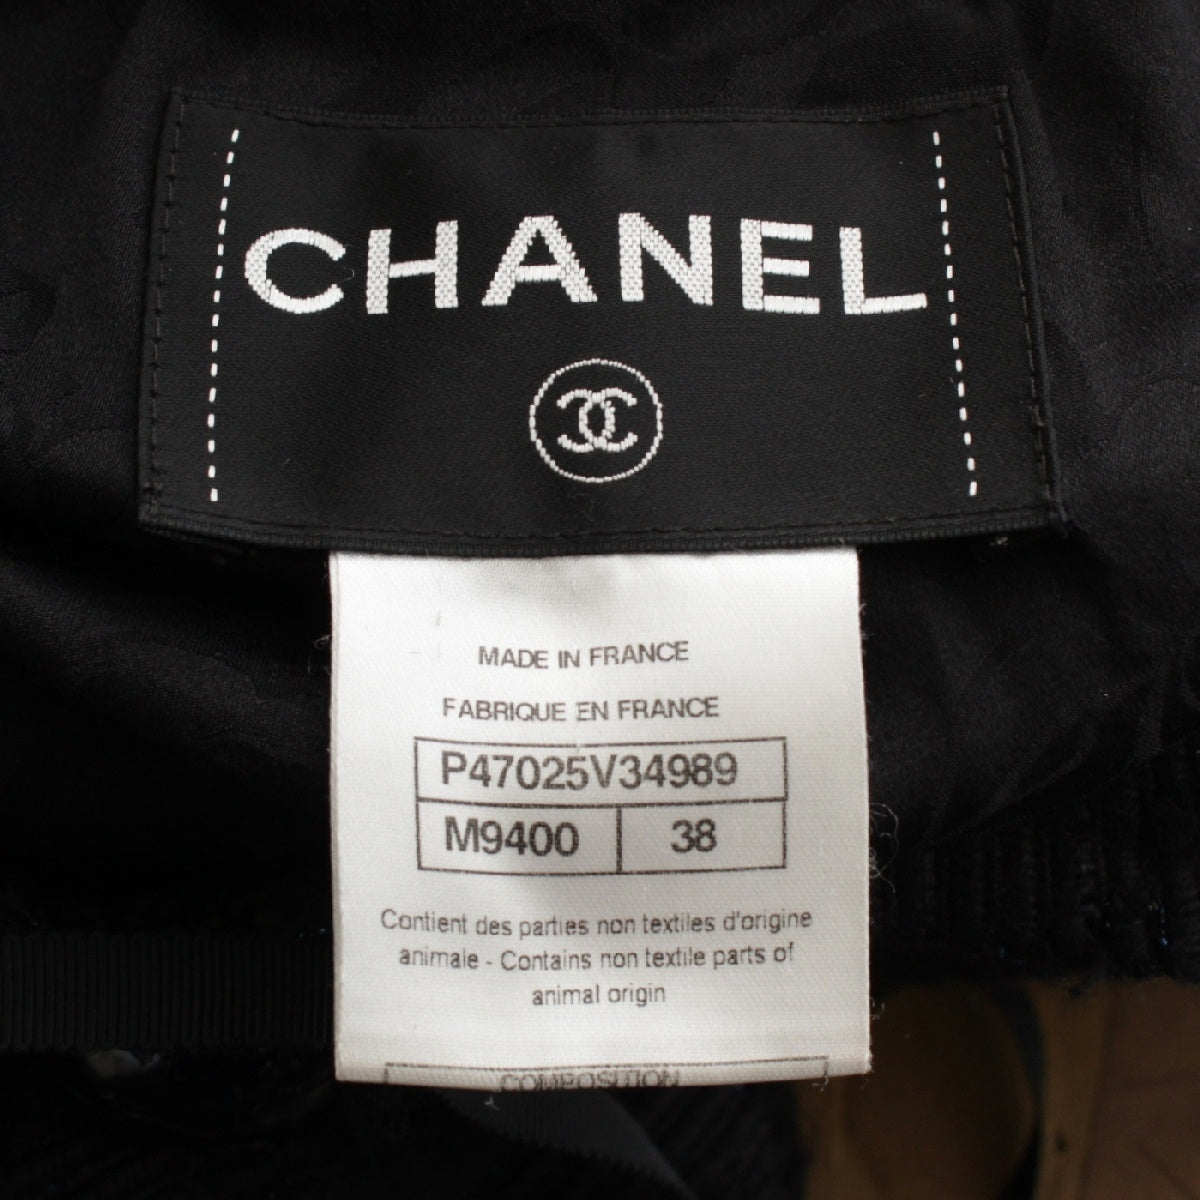 CHANEL
MADE IN FRANCE
FABRIQUE EN FRANCE
P47025V34989
M9400 38
Contient des parties non textiles d'origine
animale - Contains non textile parts of
animal origin
COMPOSITION